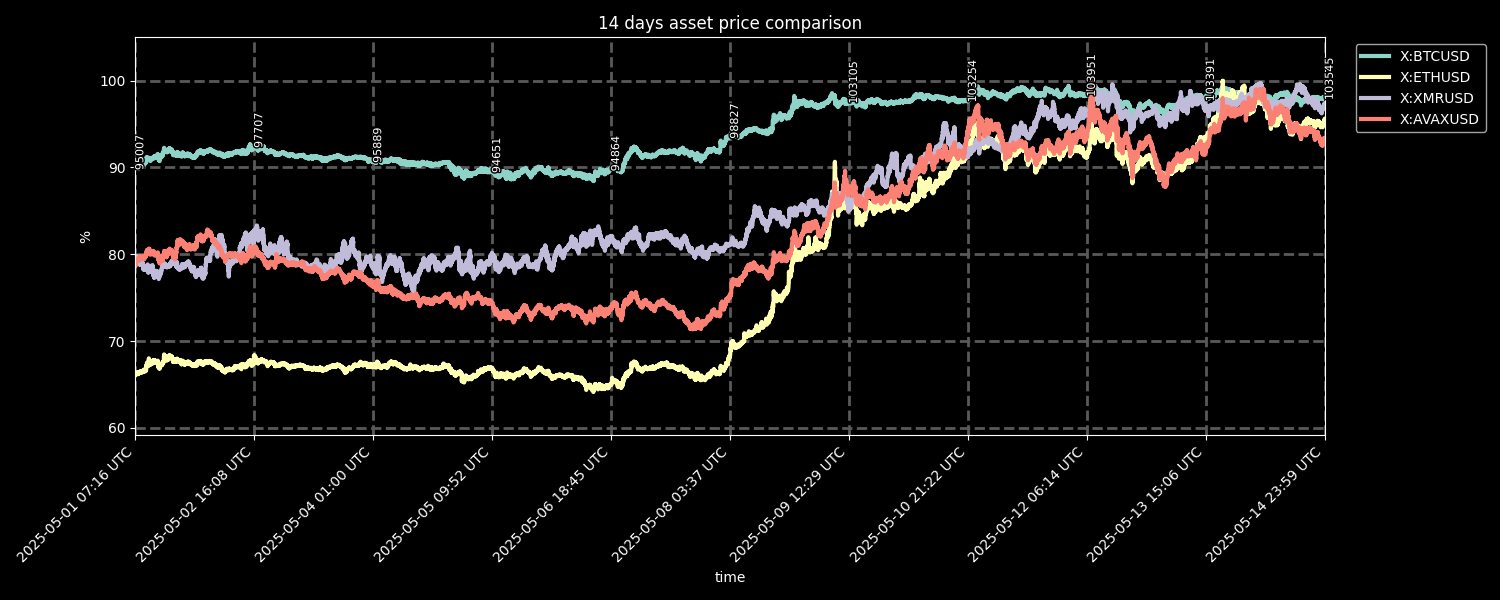 14 days asset price comparison
X:BTCUSD
X:ETHUSD
X:XMRUSD
X:AVAXUSD
%
100
90
80
70
60
95007
97707
95889
94651
94864
98827
103105
103254
103951
103391
103545
2025-05-01 07:16 UTC
2025-05-02 16:08 UTC
2025-05-04 01:00 UTC
2025-05-05 09:52 UTC
2025-05-06 18:45 UTC
2025-05-08 03:37 UTC
2025-05-09 12:29 UTC
2025-05-10 21:22 UTC
2025-05-12 06:14 UTC
2025-05-13 15:06 UTC
2025-05-14 23:59 UTC
time